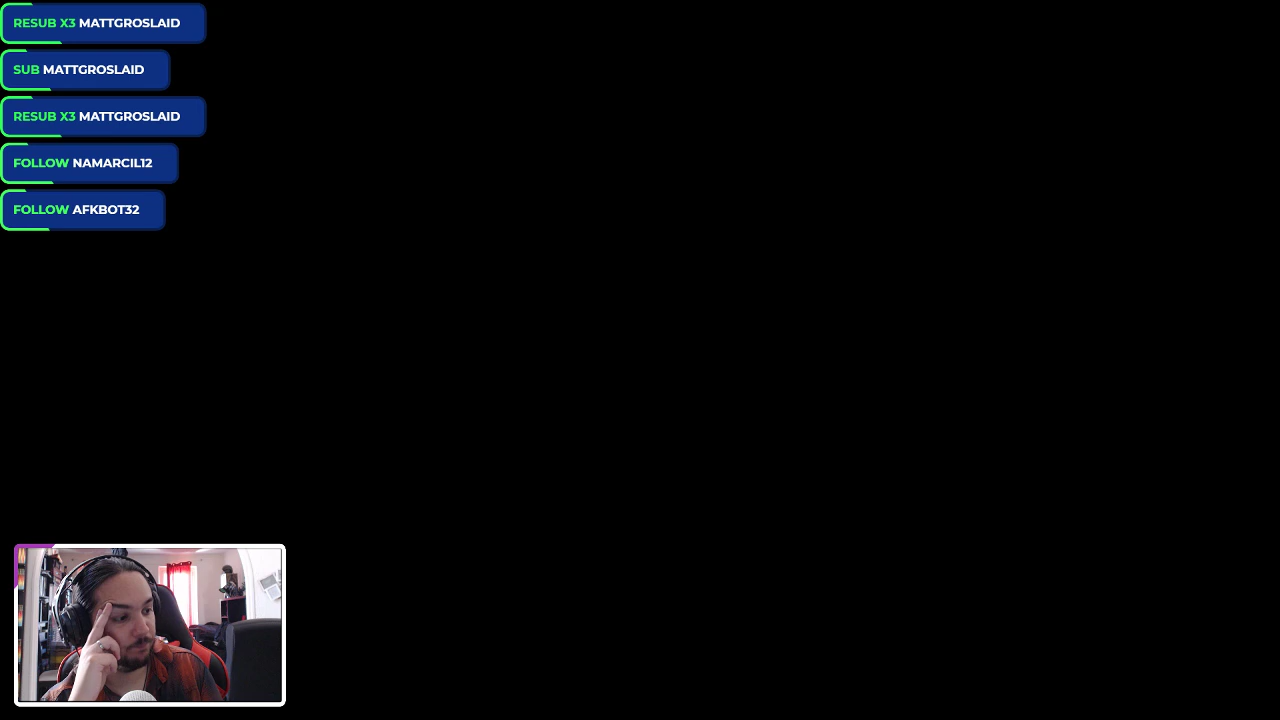 RESUB X3 MATTGROSLAID
SUB MATTGROSLAID
RESUB X3 MATTGROSLAID
FOLLOW NAMARCIL12
FOLLOW AFKBOT32